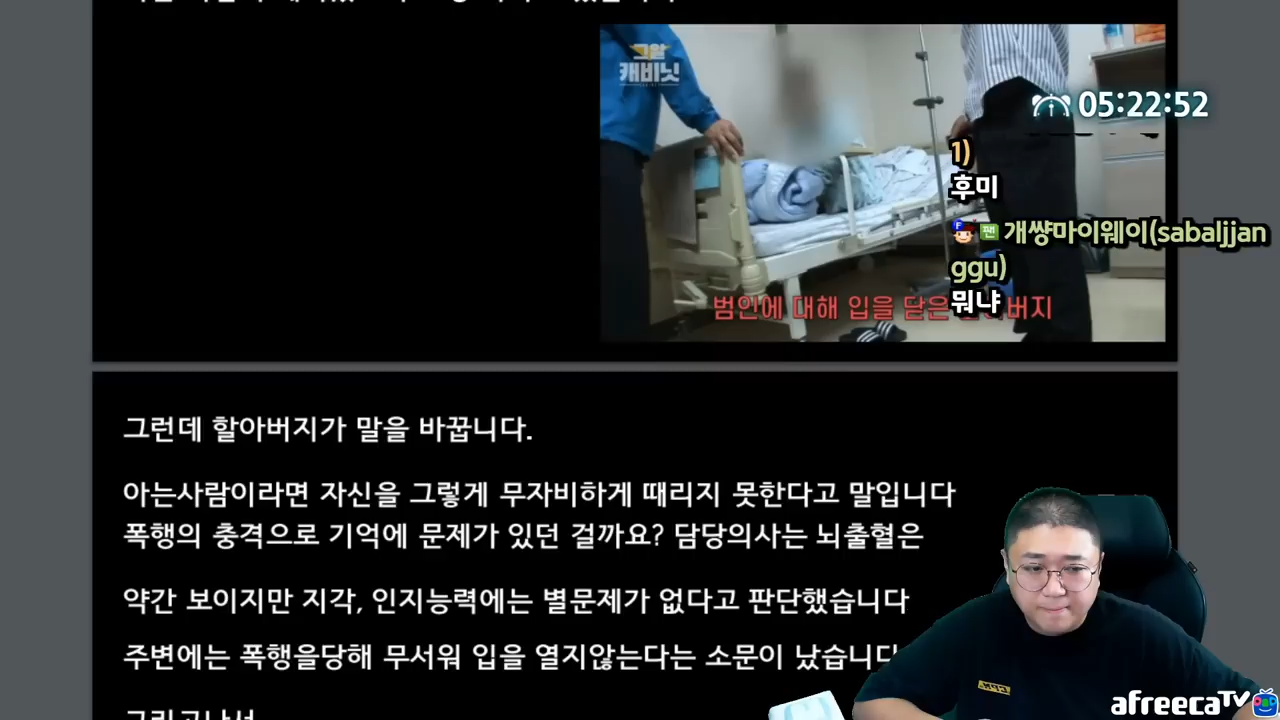 그알
캐비닛
05:22:52
1)
후미
개썅마이웨이(sabaljjan
ggu)
뭐냐
범인에 대해 입을 닫은
버지
그런데 할아버지가 말을 바꿉니다.
아는사람이라면 자신을 그렇게 무자비하게 때리지 못한다고 말입니다
폭행의 충격으로 기억에 문제가 있던 걸까요? 담당의사는 뇌출혈은
약간 보이지만 지각, 인지능력에는 별문제가 없다고 판단했습니다
주변에는 폭행을당해 무서워 입을 열지않는다는 소문이 났습니다
afreecaTV